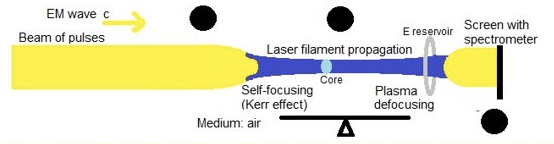 EM wave  c
Beam of pulses
Laser filament propagation
E reservoir
Screen with
spectrometer
Core
Self-focusing
(Kerr effect)
Plasma
defocusing
Medium: air